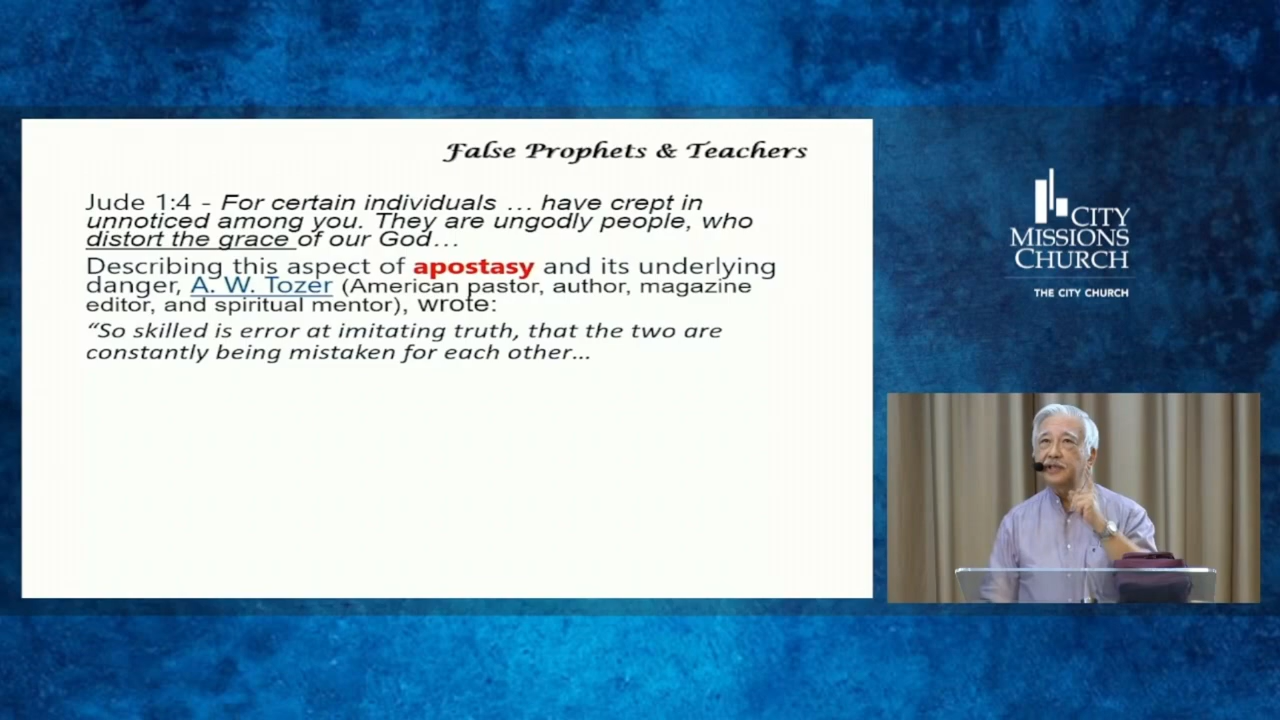 False Prophets & Teachers
Jude 1:4 - For certain individuals … have crept in
unnoticed among you. They are ungodly people, who
distort the grace of our God…
Describing this aspect of apostasy and its underlying
danger, A. W. Tozer (American pastor, author, magazine
editor, and spiritual mentor), wrote:
“So skilled is error at imitating truth, that the two are
constantly being mistaken for each other…
CITY
MISSIONS
CHURCH
THE CITY CHURCH